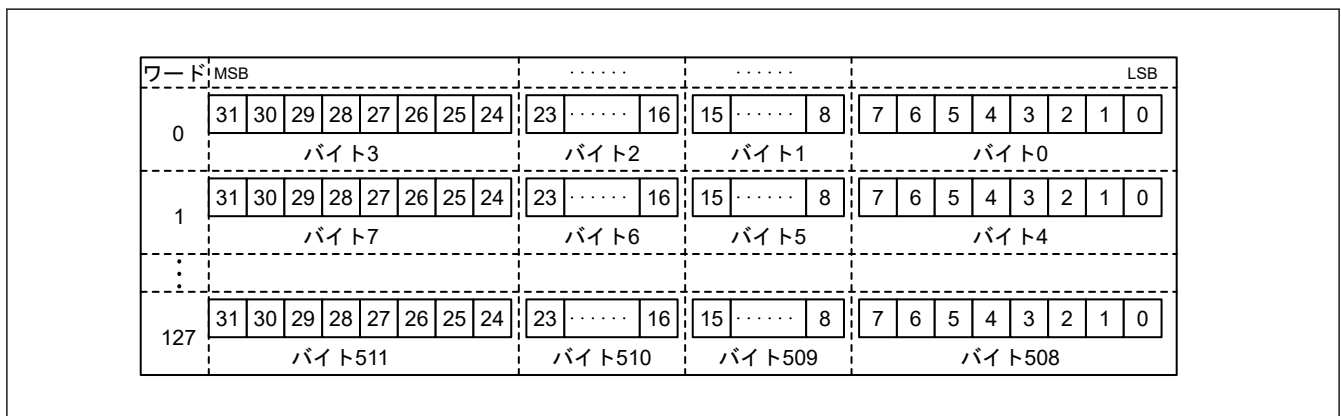 ワード MSB ······ ······ LSB
0 31 30 29 28 27 26 25 24 23 ······ 16 15 ······ 8 7 6 5 4 3 2 1 0
バイト3 バイト2 バイト1 バイト0
1 31 30 29 28 27 26 25 24 23 ······ 16 15 ······ 8 7 6 5 4 3 2 1 0
バイト7 バイト6 バイト5 バイト4
⋮
127 31 30 29 28 27 26 25 24 23 ······ 16 15 ······ 8 7 6 5 4 3 2 1 0
バイト511 バイト510 バイト509 バイト508